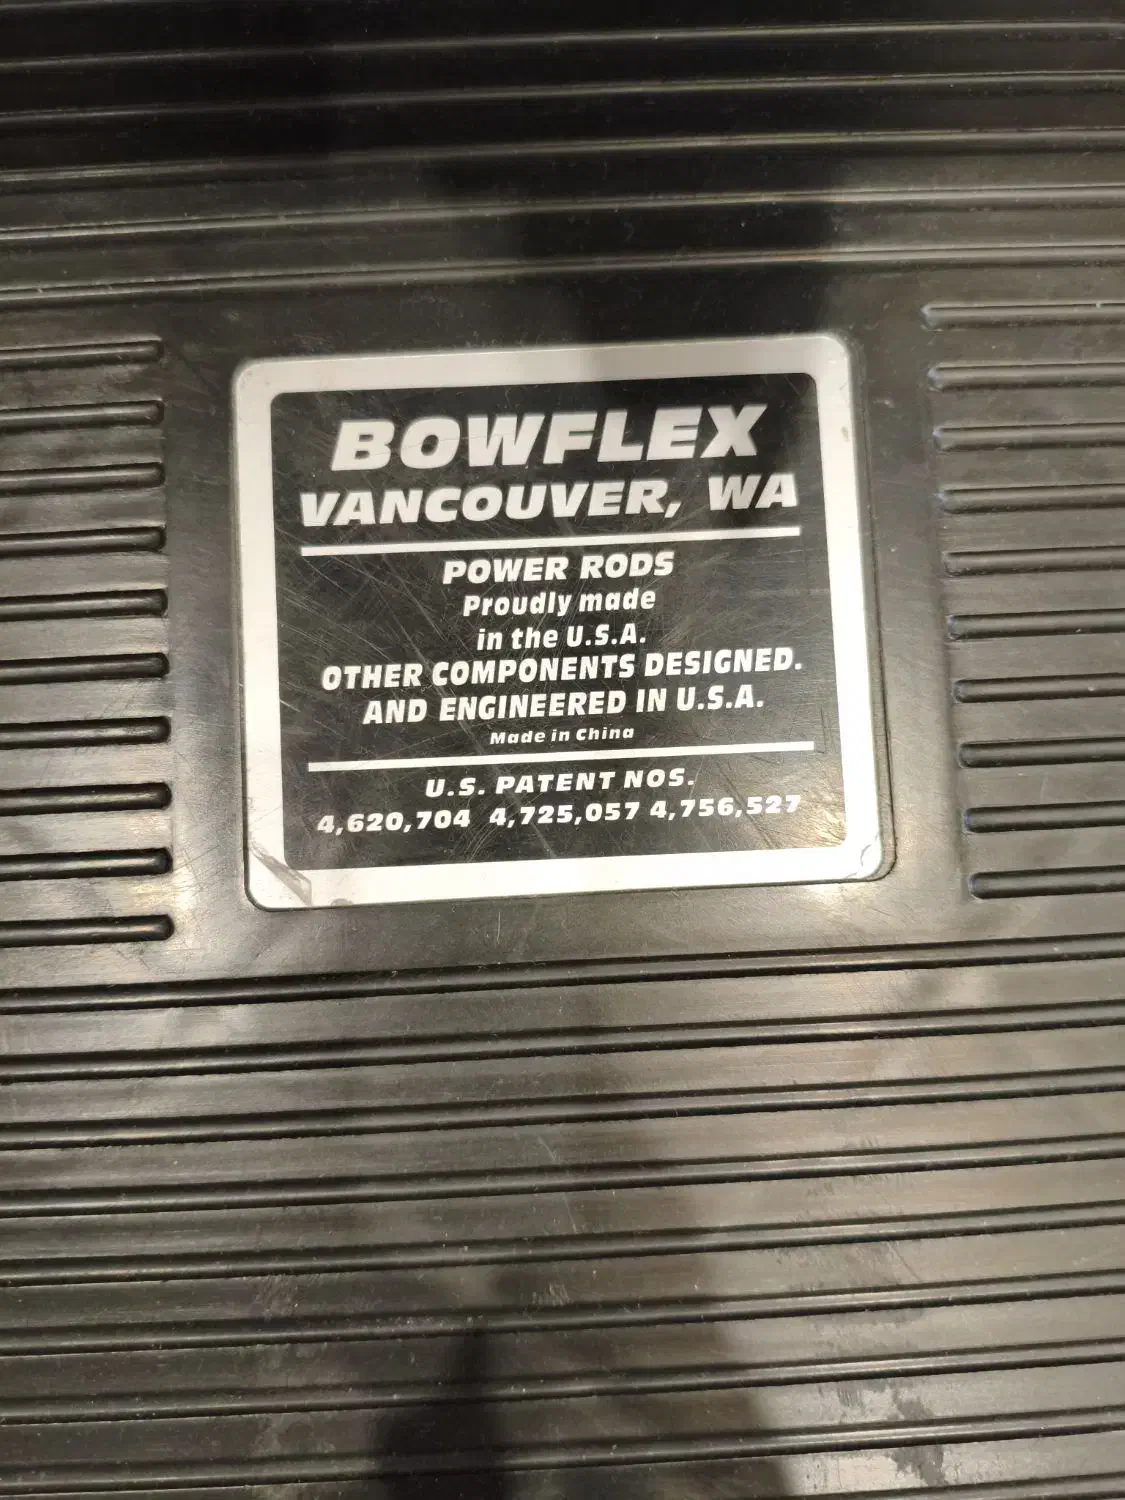 BOWFLEX
VANCOUVER, WA
POWER RODS
Proudly made
in the U.S.A.
OTHER COMPONENTS DESIGNED.
AND ENGINEERED IN U.S.A.
Made in China
U.S. PATENT NOS.
4,620,704 4,725,057 4,756,527